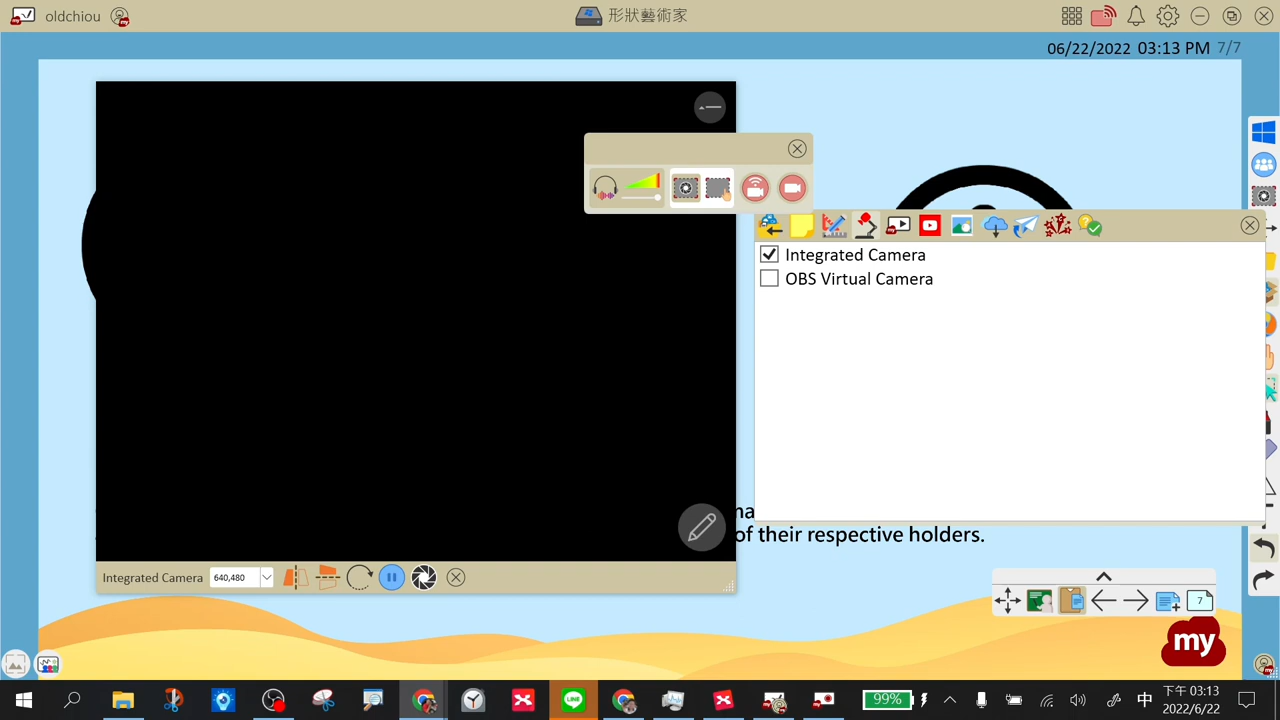 oldchiou
形狀藝術家
06/22/2022 03:13 PM 7/7
Integrated Camera
OBS Virtual Camera
ma
of their respective holders.
Integrated Camera 640,480
7
my
99%
中
下午 03:13
2022/6/22